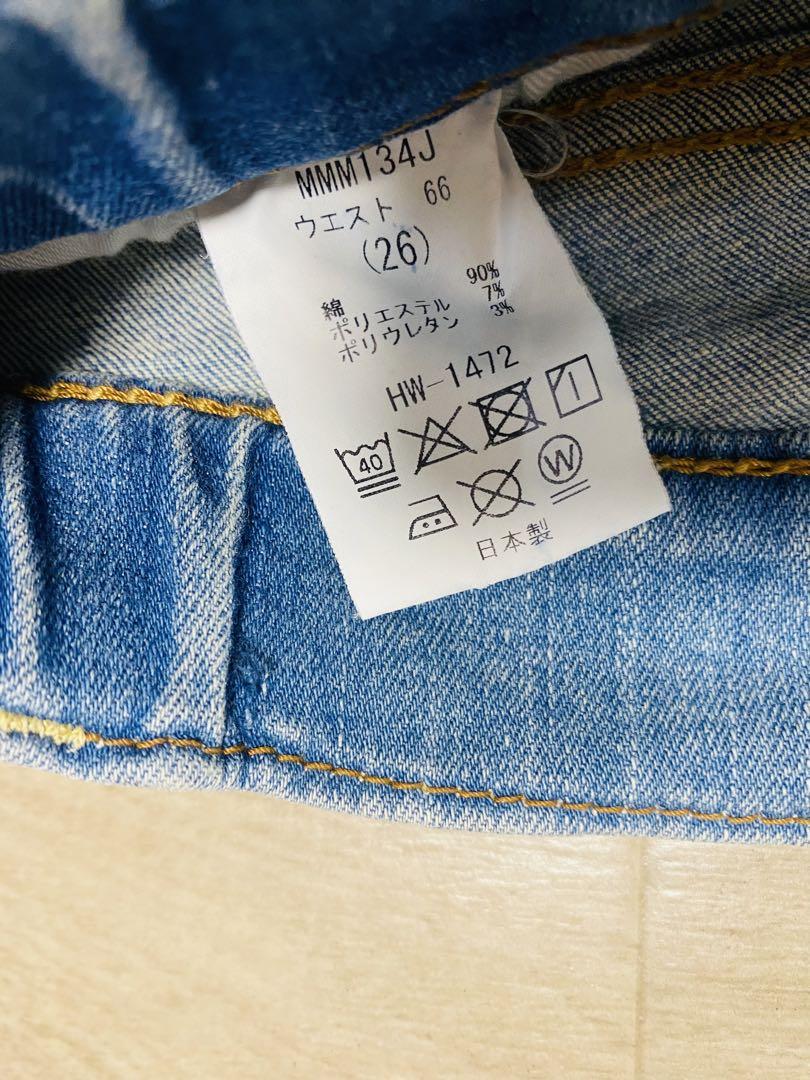 MMM134J
ウエスト 66
(26)
綿 90%
ポリエステル 7%
ポリウレタン 3%
HW-1472
40
W
日本製